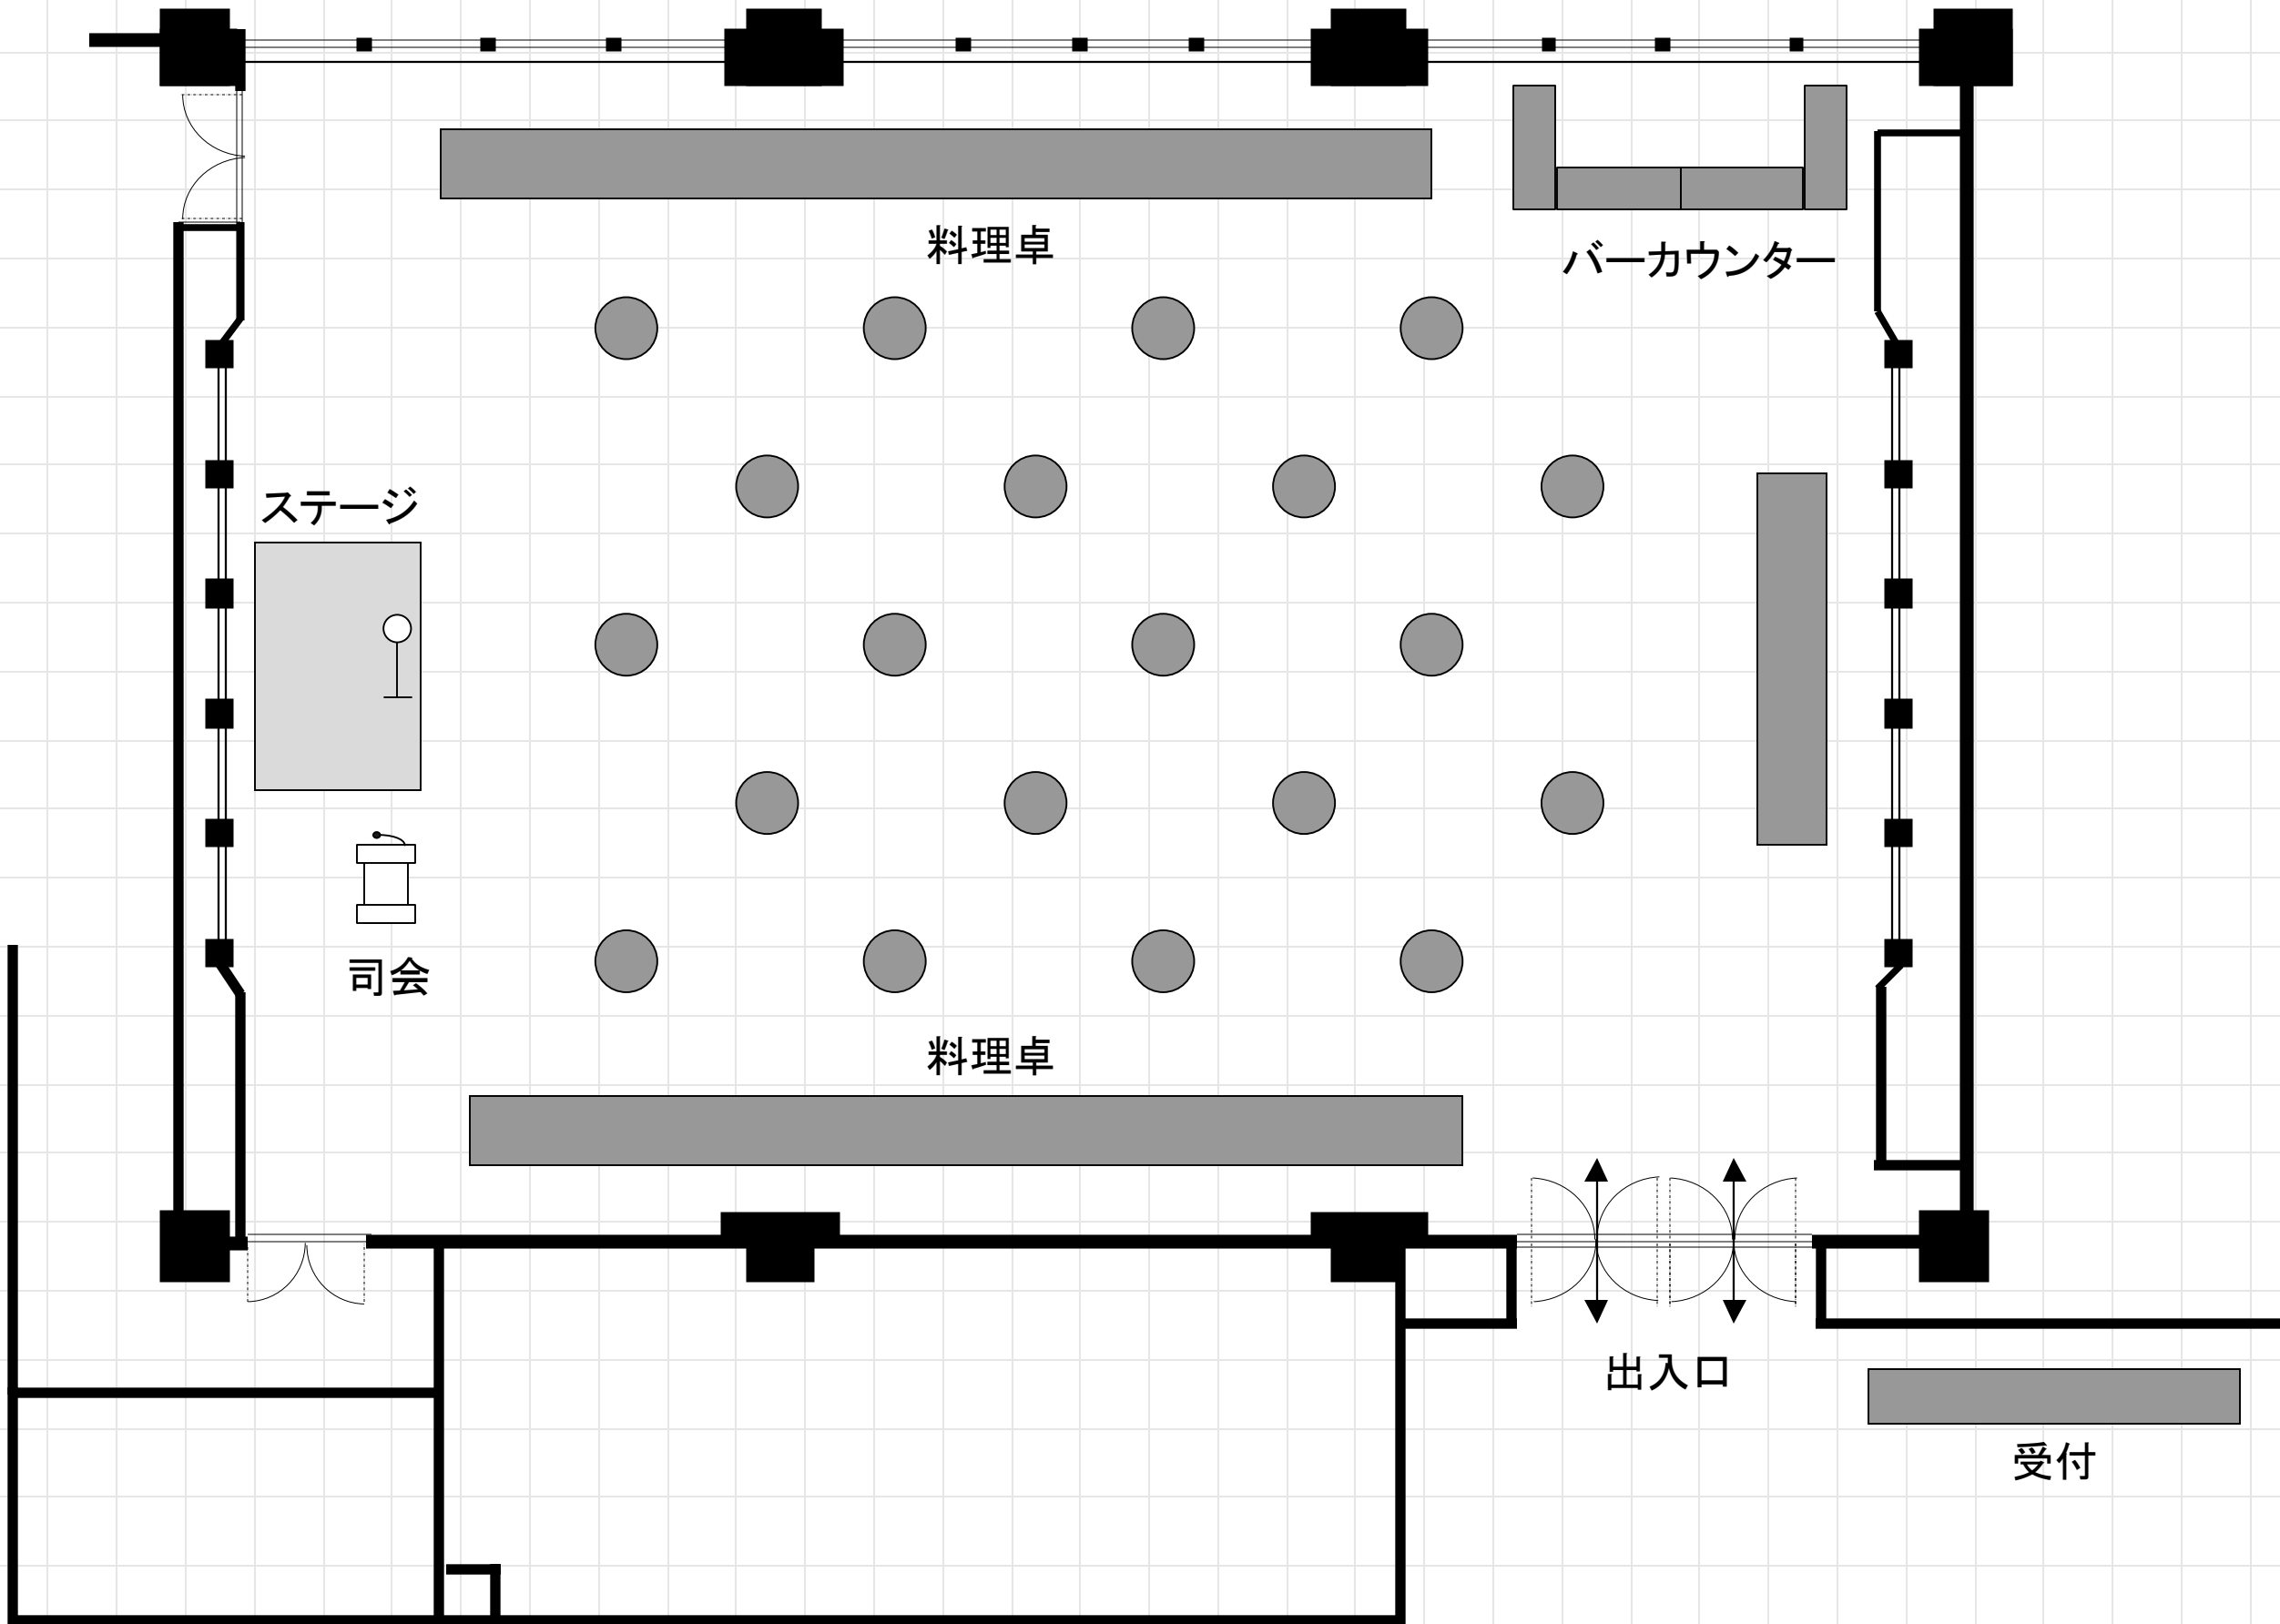 料理卓
バーカウンター
ステージ
司会
料理卓
出入口
受付